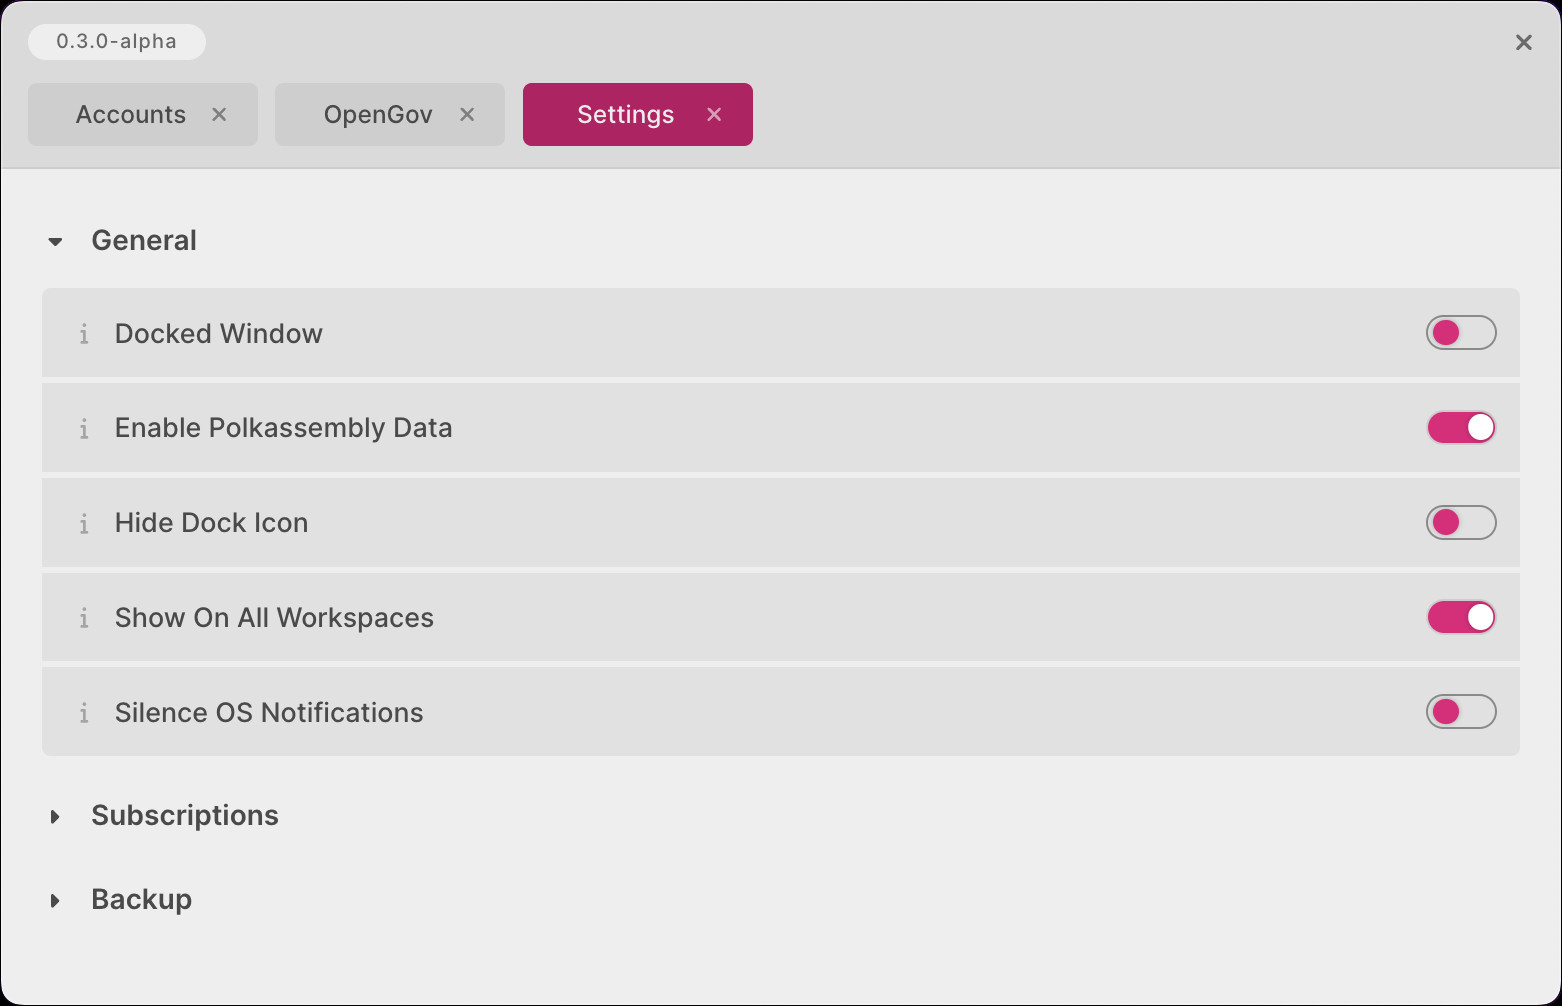 0.3.0-alpha
Accounts OpenGov Settings
General
Docked Window
Enable Polkassembly Data
Hide Dock Icon
Show On All Workspaces
Silence OS Notifications
Subscriptions
Backup